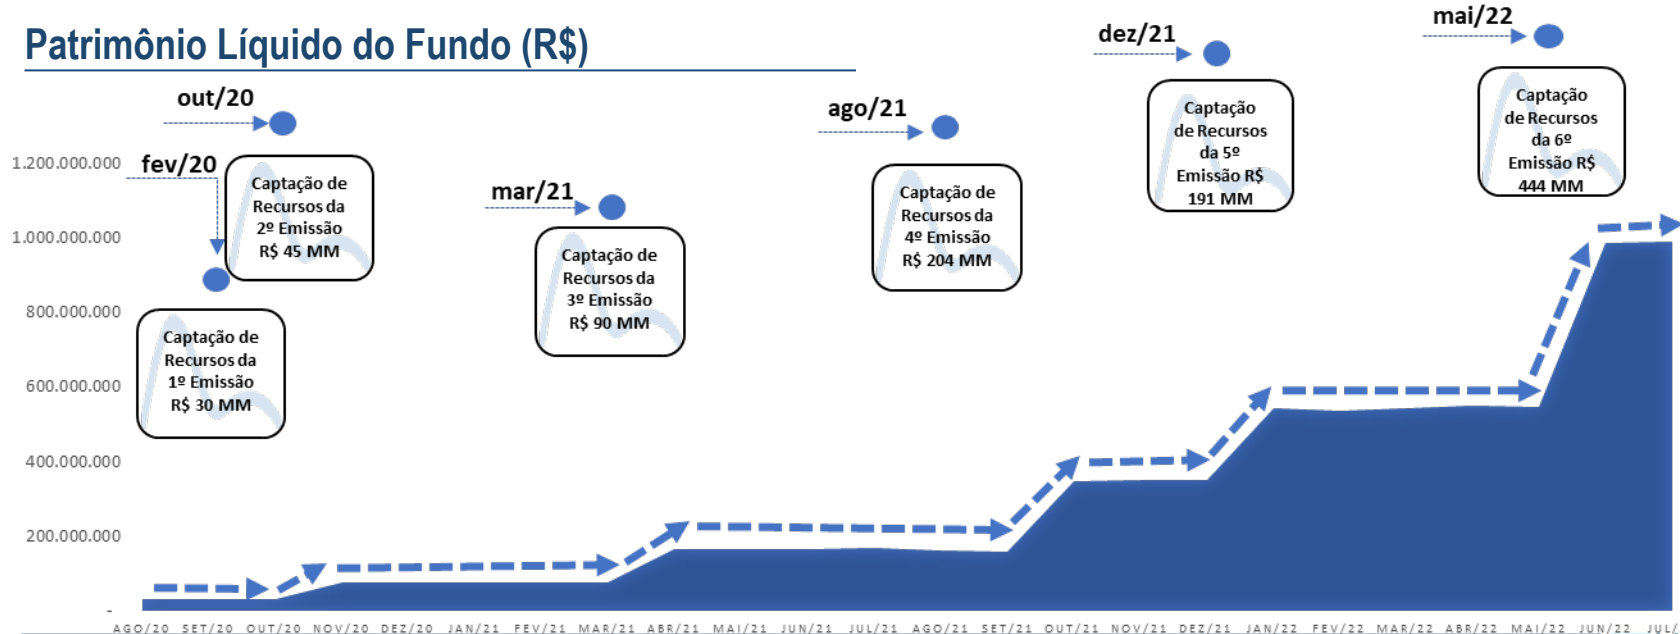 Patrimônio Líquido do Fundo (R$)
out/20
fev/20
mar/21
ago/21
dez/21
mai/22
Captação de
Recursos da
1º Emissão
R$ 30 MM
Captação de
Recursos da
2º Emissão
R$ 45 MM
Captação de
Recursos da
3º Emissão
R$ 90 MM
Captação de
Recursos da
4º Emissão
R$ 204 MM
Captação
de Recursos
da 5º
Emissão R$
191 MM
Captação
de Recursos
da 6º
Emissão R$
444 MM
1.200.000.000
1.000.000.000
800.000.000
600.000.000
400.000.000
200.000.000
-
AGO/20 SET/20 OUT/20 NOV/20 DEZ/20 JAN/21 FEV/21 MAR/21 ABR/21 MAI/21 JUN/21 JUL/21 AGO/21 SET/21 OUT/21 NOV/21 DEZ/21 JAN/22 FEV/22 MAR/22 ABR/22 MAI/22 JUN/22 JUL/